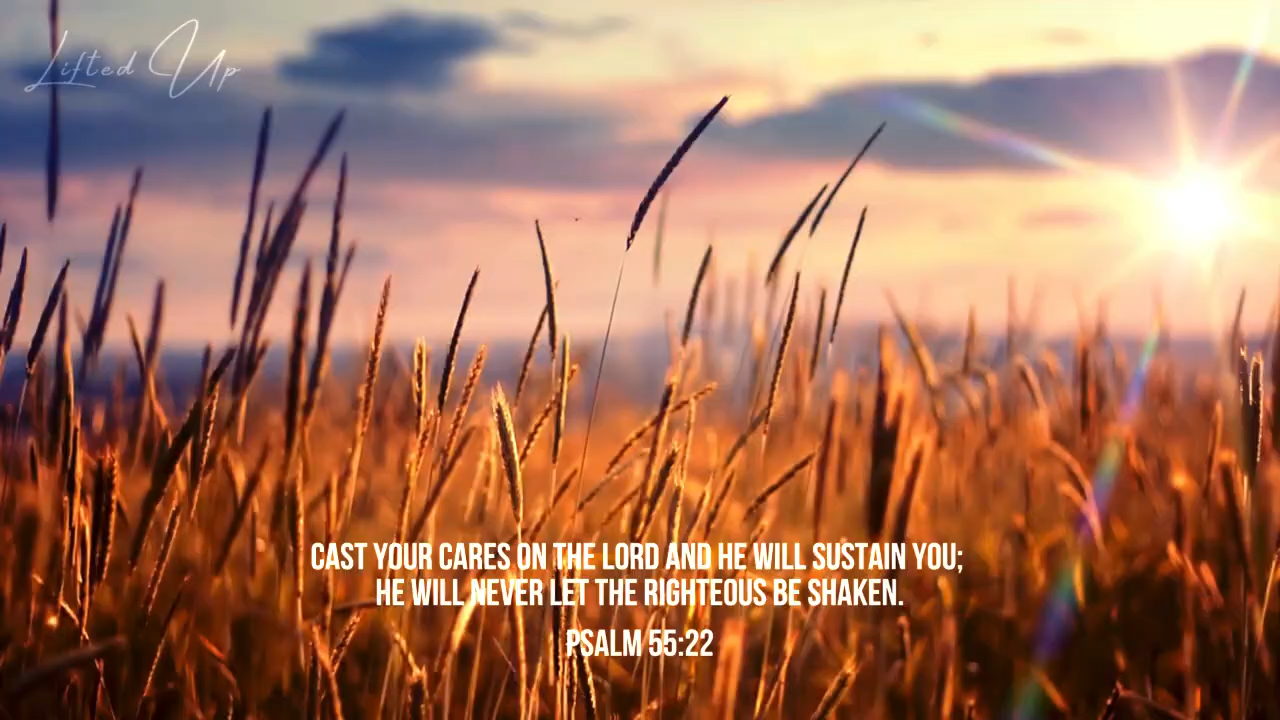 Lifted Up
CAST YOUR CARES ON THE LORD AND HE WILL SUSTAIN YOU;
HE WILL NEVER LET THE RIGHTEOUS BE SHAKEN.
PSALM 55:22